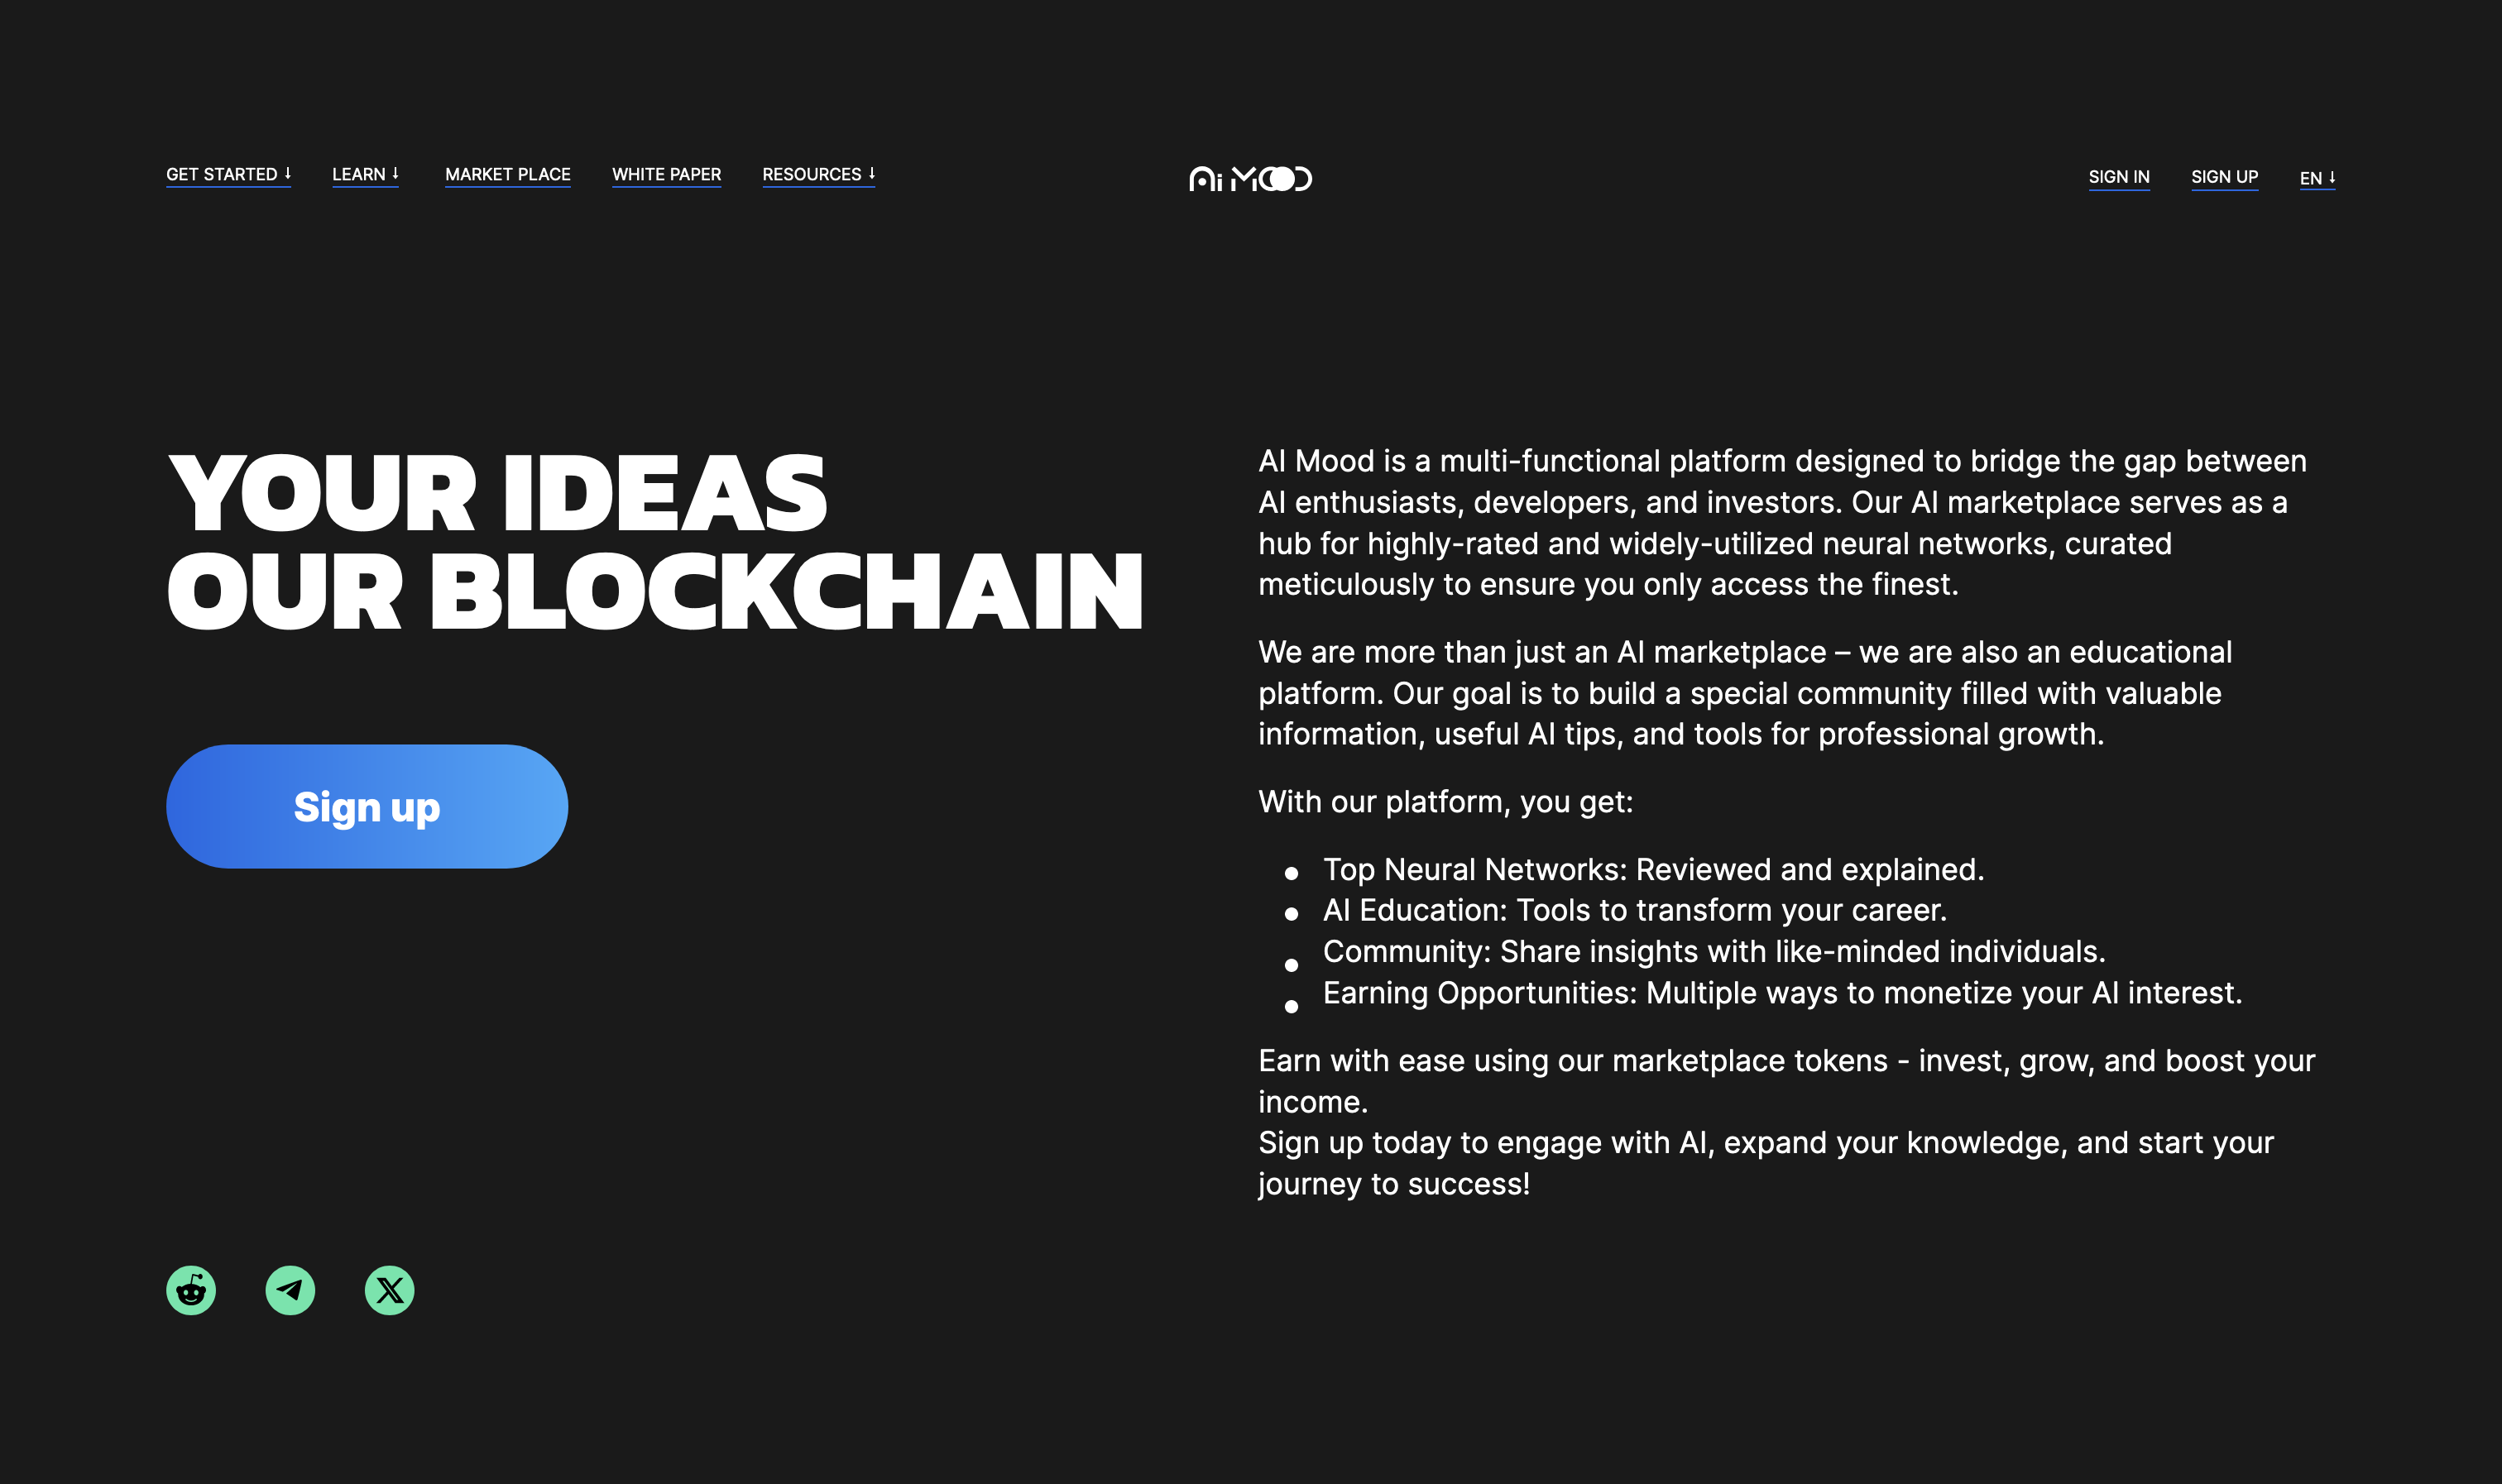 GET STARTED ↓ LEARN ↓ MARKET PLACE WHITE PAPER RESOURCES ↓
Ai MOOD
SIGN IN SIGN UP EN ↓
YOUR IDEAS
OUR BLOCKCHAIN
Sign up
AI Mood is a multi-functional platform designed to bridge the gap between
AI enthusiasts, developers, and investors. Our AI marketplace serves as a
hub for highly-rated and widely-utilized neural networks, curated
meticulously to ensure you only access the finest.
We are more than just an AI marketplace – we are also an educational
platform. Our goal is to build a special community filled with valuable
information, useful AI tips, and tools for professional growth.
With our platform, you get:
• Top Neural Networks: Reviewed and explained.
• AI Education: Tools to transform your career.
• Community: Share insights with like-minded individuals.
• Earning Opportunities: Multiple ways to monetize your AI interest.
Earn with ease using our marketplace tokens - invest, grow, and boost your
income.
Sign up today to engage with AI, expand your knowledge, and start your
journey to success!